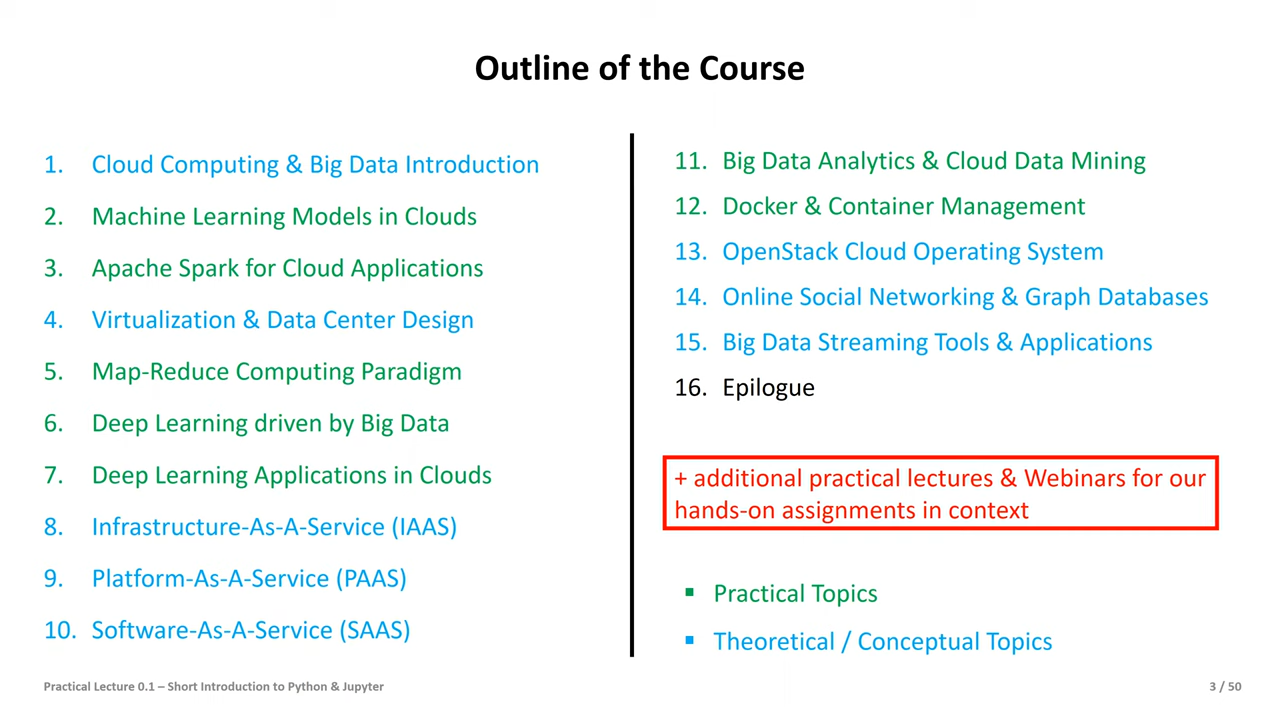 Outline of the Course
1. Cloud Computing & Big Data Introduction
2. Machine Learning Models in Clouds
3. Apache Spark for Cloud Applications
4. Virtualization & Data Center Design
5. Map-Reduce Computing Paradigm
6. Deep Learning driven by Big Data
7. Deep Learning Applications in Clouds
8. Infrastructure-As-A-Service (IAAS)
9. Platform-As-A-Service (PAAS)
10. Software-As-A-Service (SAAS)
11. Big Data Analytics & Cloud Data Mining
12. Docker & Container Management
13. OpenStack Cloud Operating System
14. Online Social Networking & Graph Databases
15. Big Data Streaming Tools & Applications
16. Epilogue
+ additional practical lectures & Webinars for our
hands-on assignments in context
▪ Practical Topics
▪ Theoretical / Conceptual Topics
Practical Lecture 0.1 – Short Introduction to Python & Jupyter
3 / 50